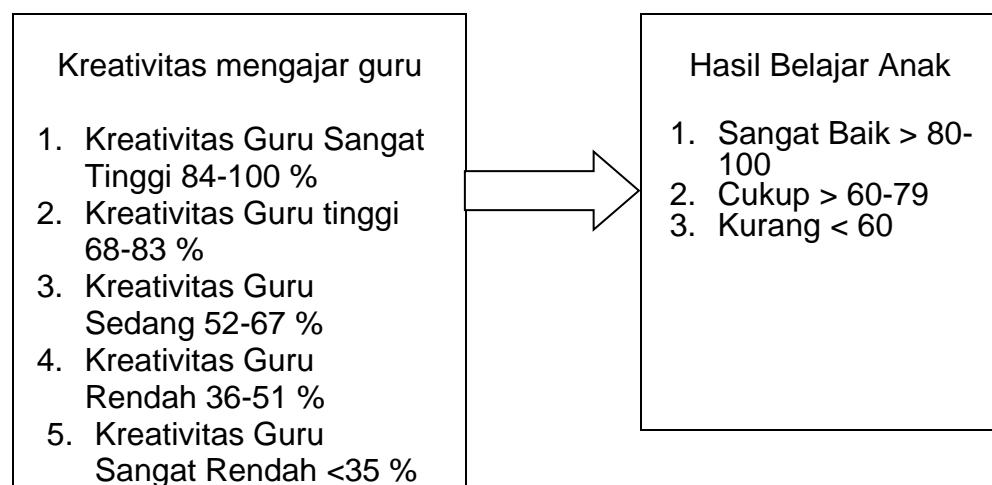 Kreativitas mengajar guru
1. Kreativitas Guru Sangat
Tinggi 84-100 %
2. Kreativitas Guru tinggi
68-83 %
3. Kreativitas Guru
Sedang 52-67 %
4. Kreativitas Guru
Rendah 36-51 %
5. Kreativitas Guru
Sangat Rendah <35 %
Hasil Belajar Anak
1. Sangat Baik > 80-
100
2. Cukup > 60-79
3. Kurang < 60